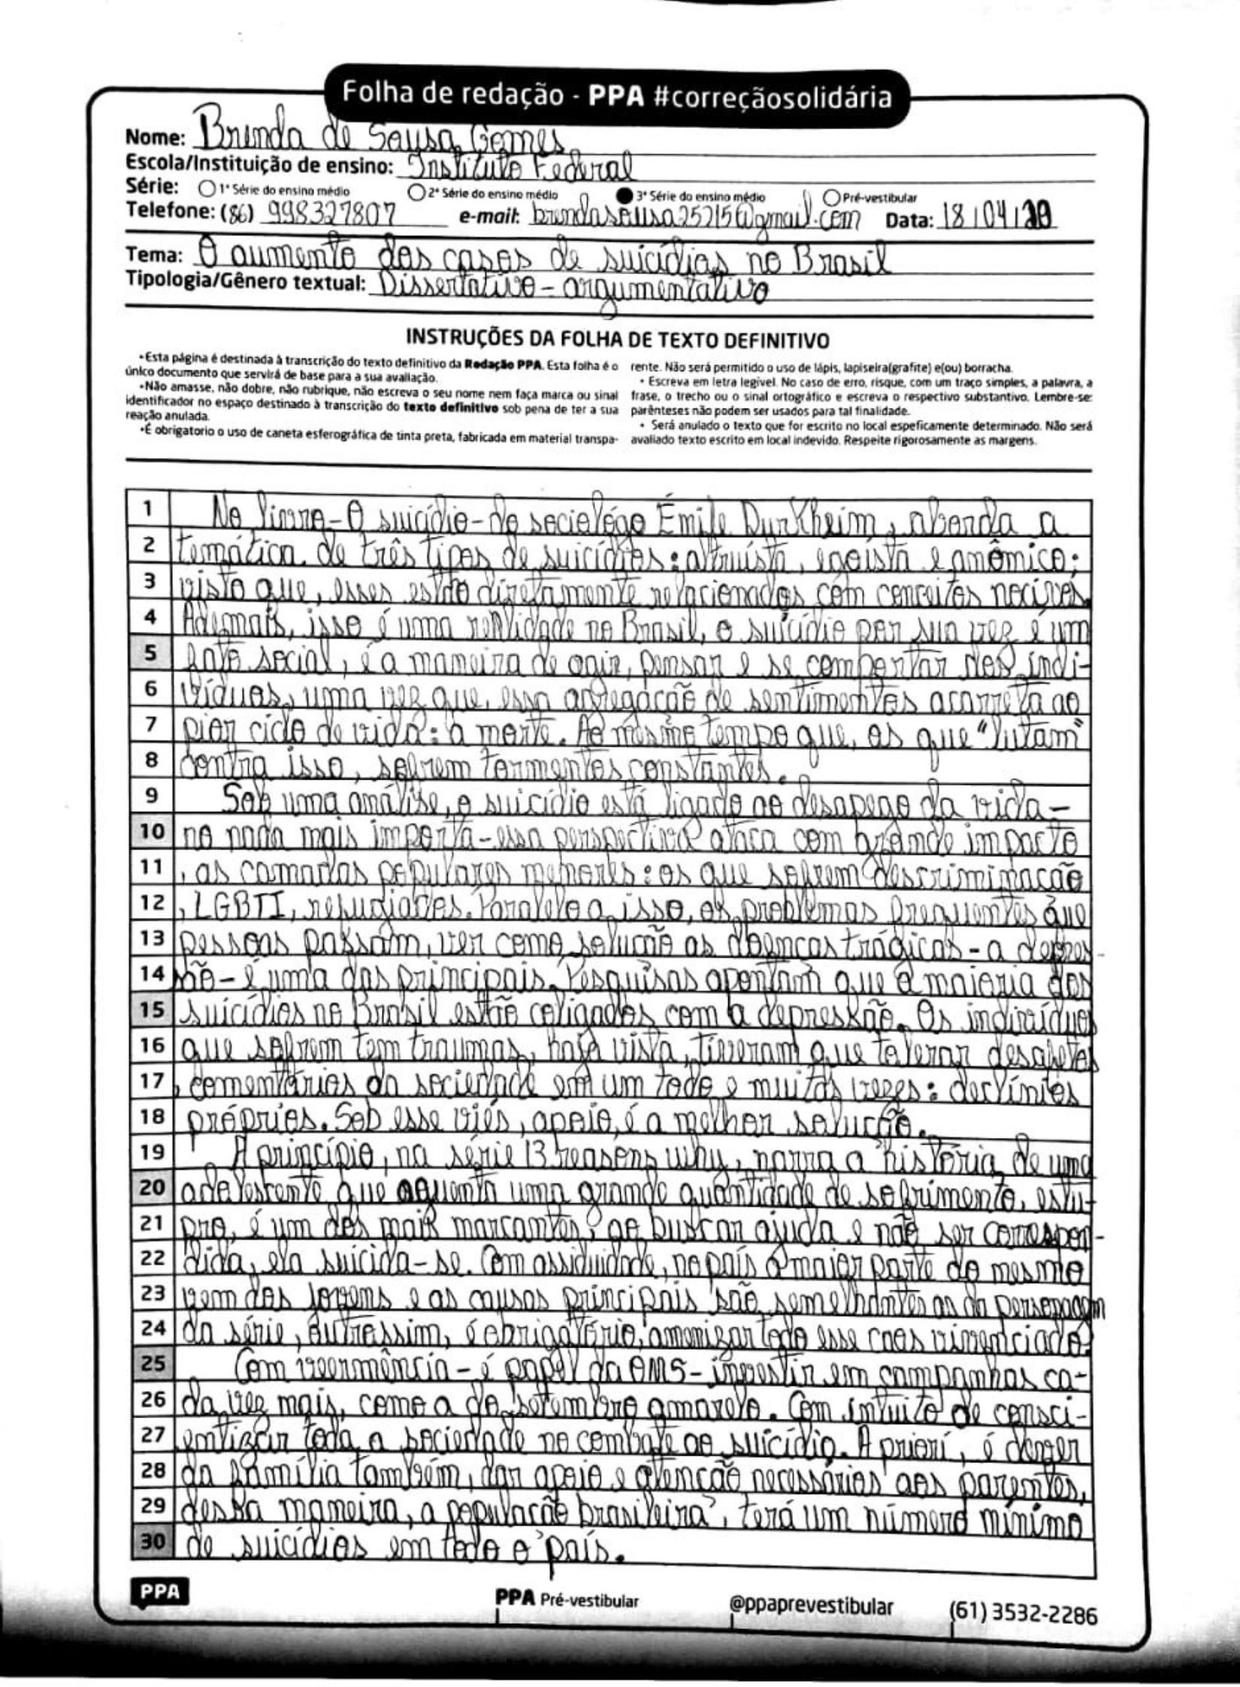 Folha de redação - PPA #correçãosolidária
Nome: Brenda de Sousa Gomes
Escola/Instituição de ensino: Instituto Federal
Série: 1ª Série do ensino médio 2ª Série do ensino médio 3ª Série do ensino médio Pré-vestibular
Telefone: (86) 998327807 e-mail: brendasousa25215@gmail.com Data: 18/04/20
Tema: O aumento dos casos de suicídios no Brasil
Tipologia/Gênero textual: Dissertativo-argumentativo
INSTRUÇÕES DA FOLHA DE TEXTO DEFINITIVO
•Esta página é destinada à transcrição do texto definitivo da Redação PPA. Esta folha é o
único documento que servirá de base para a sua avaliação.
•Não amasse, não dobre, não rubrique, não escreva o seu nome nem faça marca ou sinal
identificador no espaço destinado à transcrição do texto definitivo sob pena de ter a sua
reação anulada.
•É obrigatorio o uso de caneta esferográfica de tinta preta, fabricada em material transpa-
rente. Não será permitido o uso de lápis, lapiseira(grafite) e(ou) borracha.
• Escreva em letra legível. No caso de erro, risque, com um traço simples, a palavra, a
frase, o trecho ou o sinal ortográfico e escreva o respectivo substantivo. Lembre-se:
parênteses não podem ser usados para tal finalidade.
• Será anulado o texto que for escrito no local espeficamente determinado. Não será
avaliado texto escrito em local indevido. Respeite rigorosamente as margens.
1 No livro-O suicídio-do sociológo Émile Durkheim, aborda a
2 temática de três tipos de suicídios: altruísta, egoísta e anômico;
3 visto que, esses estão diretamente relacionados com conceitos nocivos.
4 Ademais, isso é uma realidade no Brasil, o suicídio por sua vez é um
5 fato social, é a maneira de agir, pensar e se comportar dos indi-
6 víduos, uma vez que, essa agregação de sentimentos acarreta ao
7 pior ciclo de vida: a morte. Ao mesmo tempo que, os que "lutam"
8 contra isso, sofrem tormentos constantes.
9 Sob uma análise, o suicídio está ligado ao desapego da vida-
10 no nada mais importa-essa perspectiva ataca com grande impacto
11 , as camadas populares menores: os que sofrem descriminação
12 , LGBTI, refugiados. Paralelo a isso, os problemas frequentes que
13 pessoas passam, ver como solução as doenças trágicas-a depres-
14 são-é uma das principais. Pesquisas apontam que a maioria dos
15 suicídios no Brasil estão coligados com a depressão. Os indivíduos
16 que sofrem tem traumas, haja vista, tiveram que tolerar desafetos
17 , comentários da sociedade em um todo e muitas vezes: declínios
18 próprios. Sob esse viés, apoio, é a melhor solução.
19 A princípio, na série 13 reasons why, narra a história de uma
20 adolescente que aguenta uma grande quantidade de sofrimento, estu-
21 pro, é um dos mais marcantes, ao buscar ajuda e não ser correspon-
22 dida, ela suicida-se. Com assiduidade, no país a maior parte do mesmo
23 vem dos jovens e as causas principais são semelhantes as da personagem
24 da série, outrossim, é obrigatório, amenizar todo esse caos vivenciado.
25 Com veemência-é papel da OMS-investir em campanhas ca-
26 da vez mais, como a do setembro amarelo. Com intuito de consci-
27 entizar toda a sociedade no combate ao suicídio. A priori, é dever
28 da família também, dar apoio e atenção necessários aos parentes,
29 dessa maneira, a população brasileira, terá um número mínimo
30 de suicídios em todo o país.
PPA PPA Pré-vestibular @ppaprevestibular (61) 3532-2286